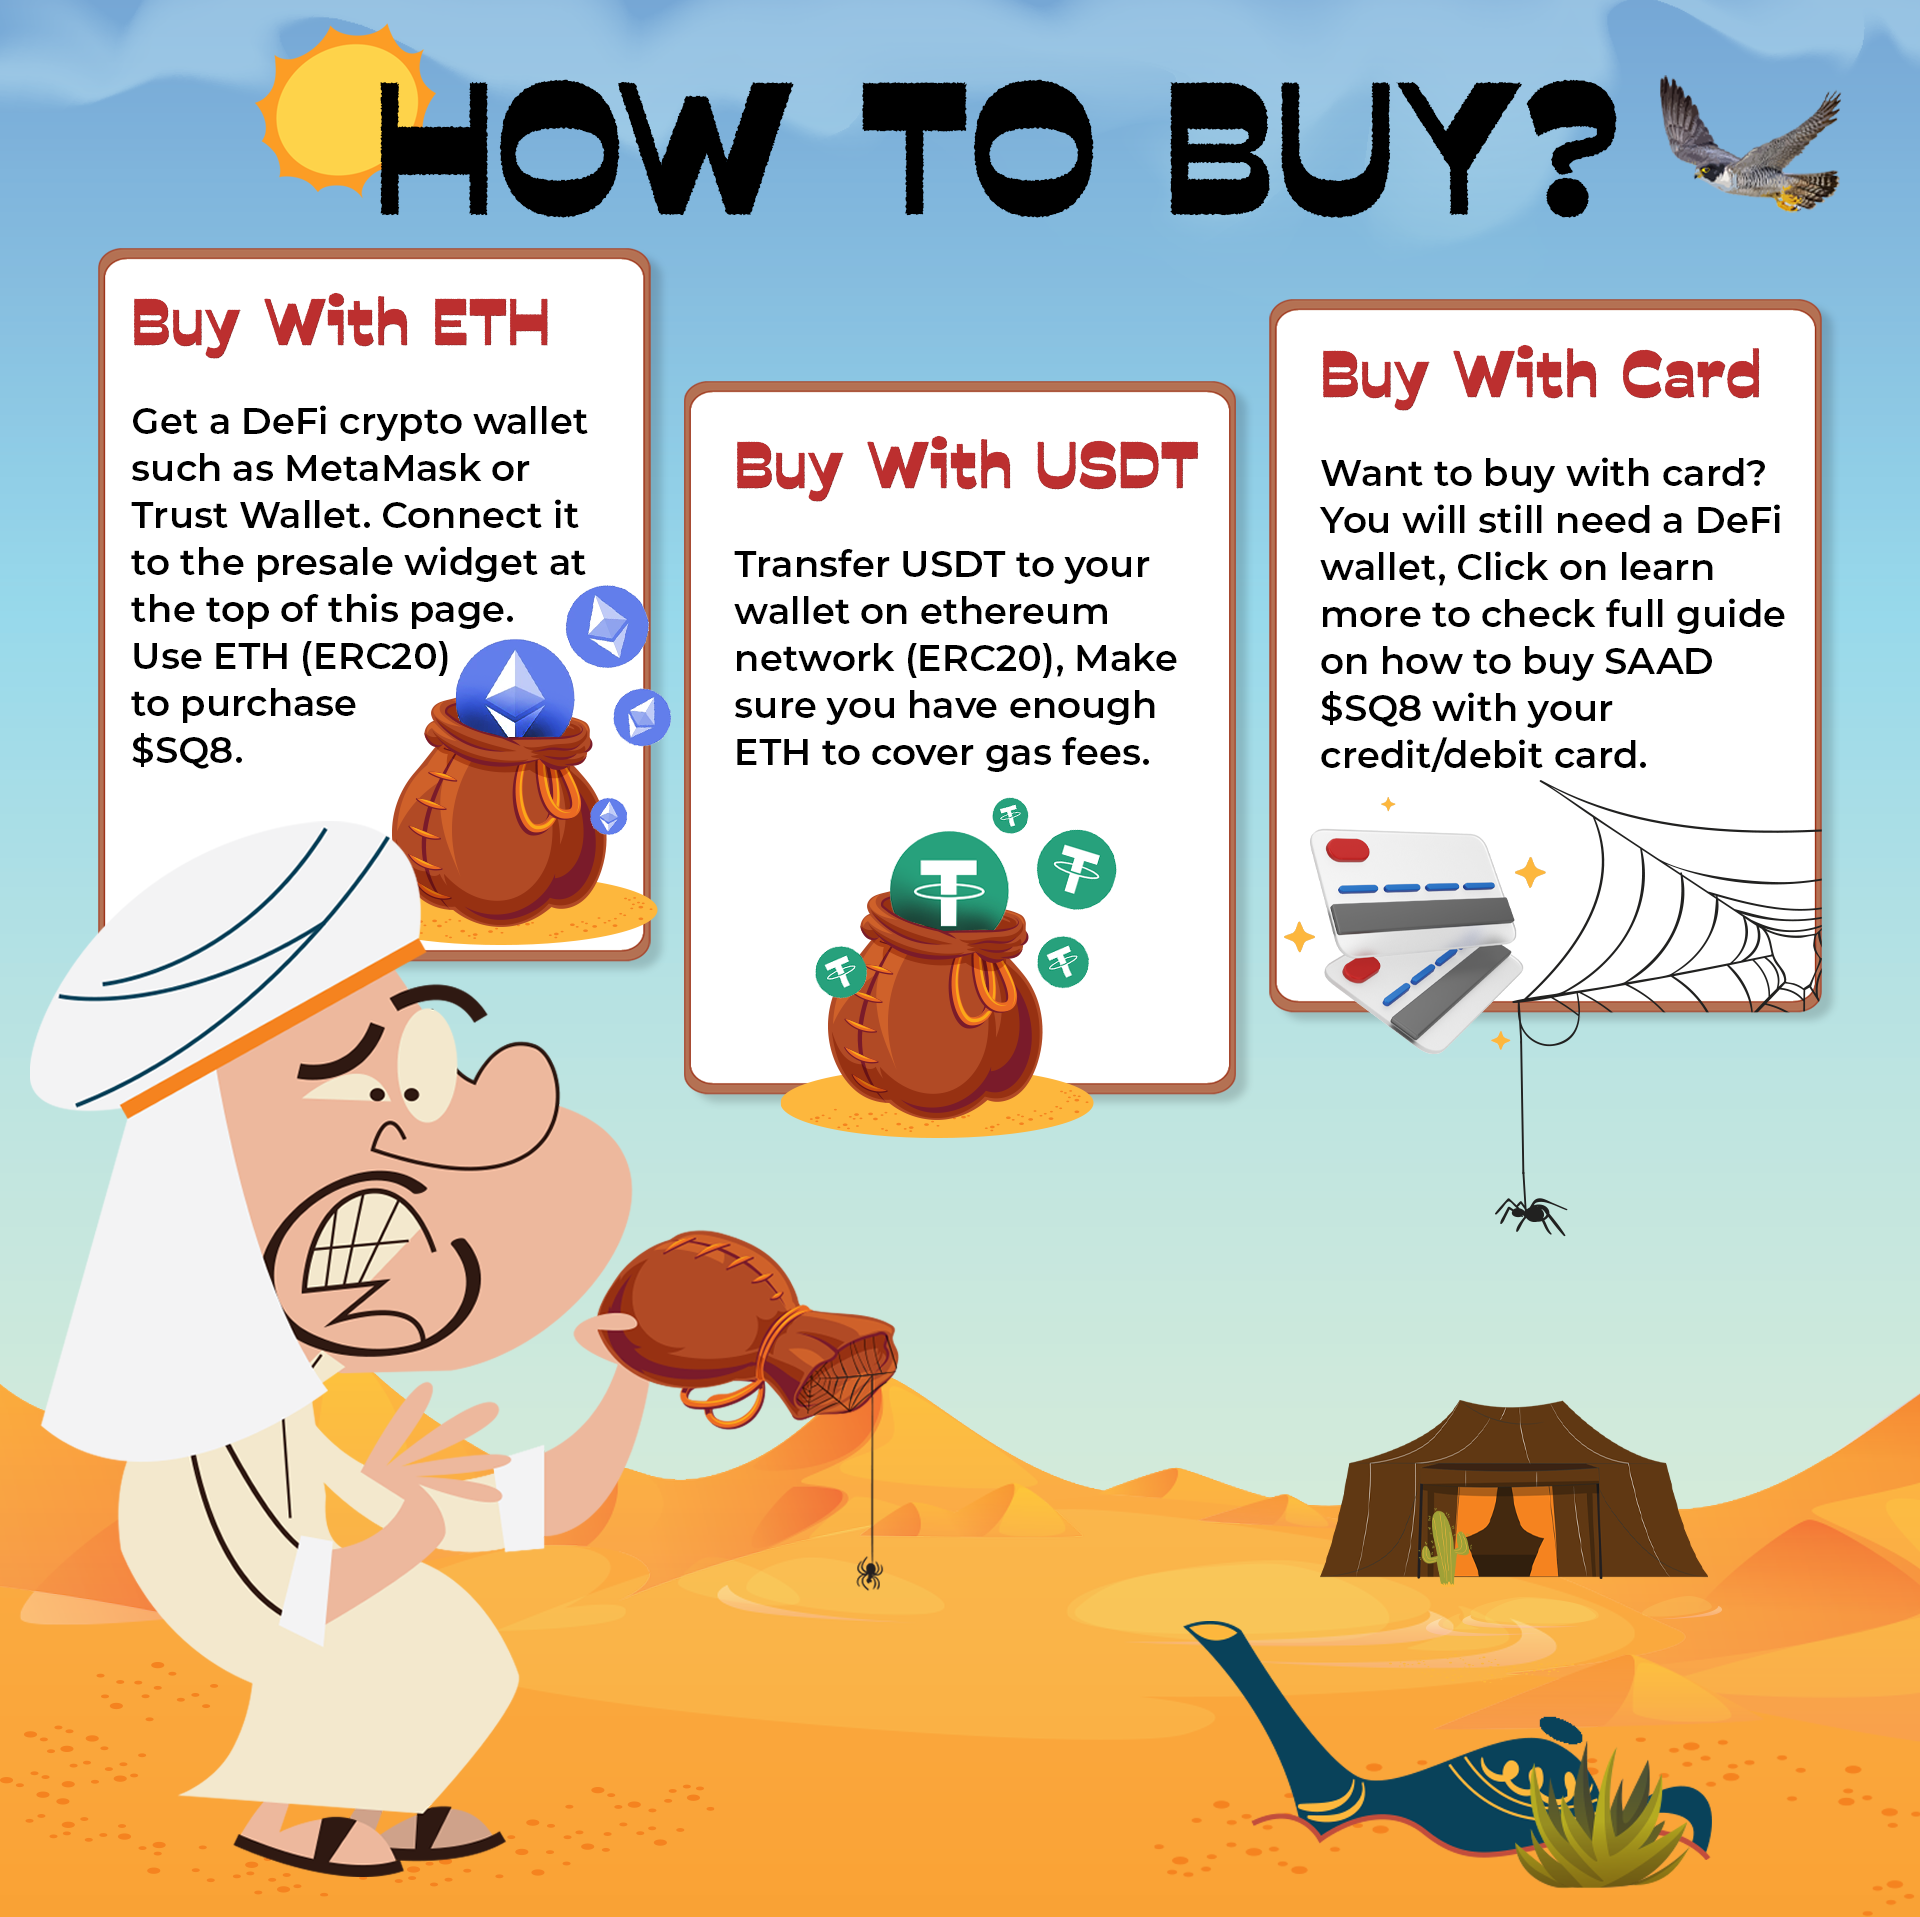 HOW TO BUY?
Buy With ETH
Get a DeFi crypto wallet
such as MetaMask or
Trust Wallet. Connect it
to the presale widget at
the top of this page.
Use ETH (ERC20)
to purchase
$SQ8.
Buy With USDT
Transfer USDT to your
wallet on ethereum
network (ERC20), Make
sure you have enough
ETH to cover gas fees.
Buy With Card
Want to buy with card?
You will still need a DeFi
wallet, Click on learn
more to check full guide
on how to buy SAAD
$SQ8 with your
credit/debit card.